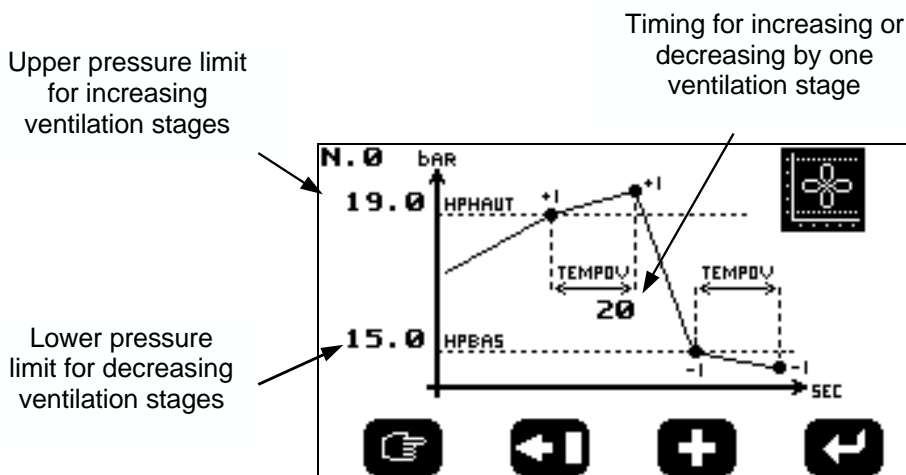 Timing for increasing or
decreasing by one
ventilation stage
Upper pressure limit
for increasing
ventilation stages
N.0 bAR
19.0 HPHAUT +1 +1
TEMPOV TEMPOV
20
Lower pressure
limit for decreasing
ventilation stages
15.0 HPBAS
-1 -1
SEC